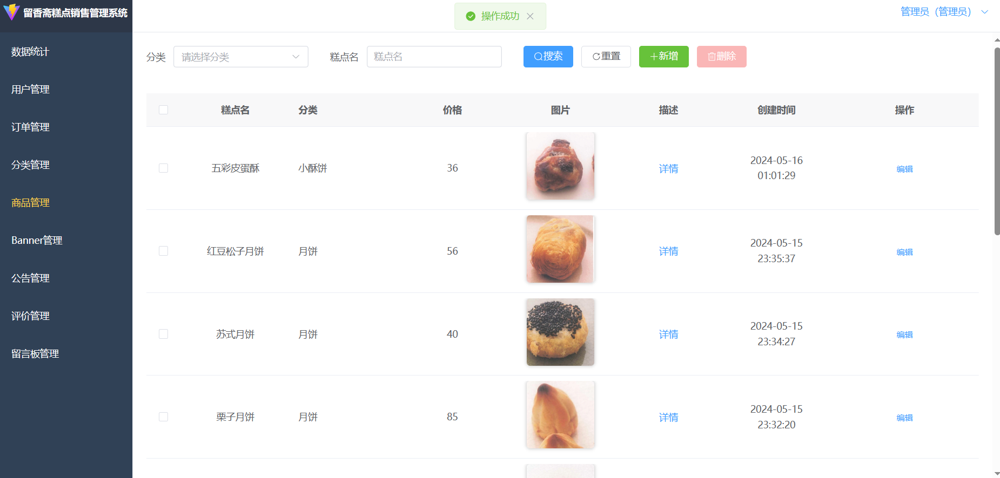 留香斋糕点销售管理系统
操作成功
管理员（管理员）
数据统计
用户管理
订单管理
分类管理
商品管理
Banner管理
公告管理
评价管理
留言板管理
分类 请选择分类 糕点名 糕点名 搜索 重置 新增 删除
糕点名 分类 价格 图片 描述 创建时间 操作
五彩皮蛋酥 小酥饼 36 详情 2024-05-16 01:01:29 编辑
红豆松子月饼 月饼 56 详情 2024-05-15 23:35:37 编辑
苏式月饼 月饼 40 详情 2024-05-15 23:34:27 编辑
栗子月饼 月饼 85 详情 2024-05-15 23:32:20 编辑